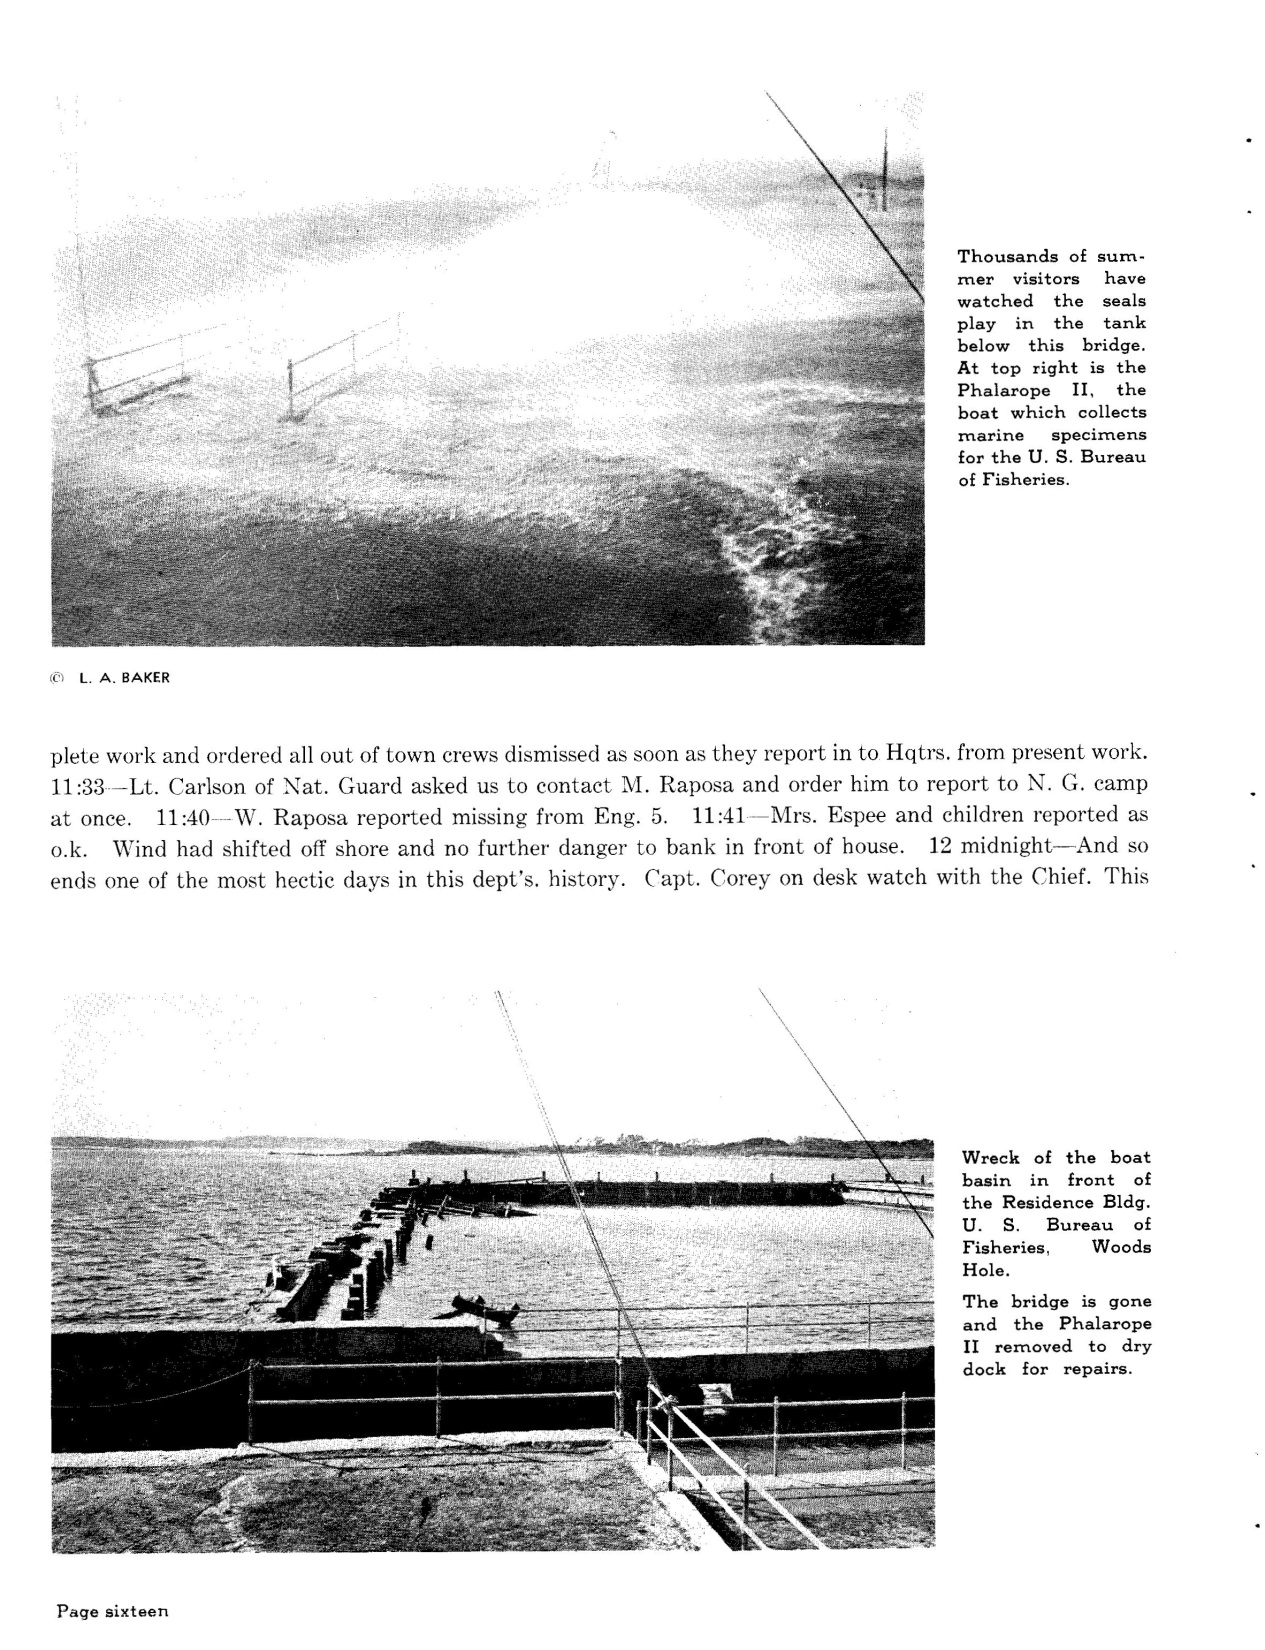 Thousands of sum-
mer visitors have
watched the seals
play in the tank
below this bridge.
At top right is the
Phalarope II, the
boat which collects
marine specimens
for the U. S. Bureau
of Fisheries.
© L. A. BAKER
plete work and ordered all out of town crews dismissed as soon as they report in to Hqtrs. from present work.
11:33—Lt. Carlson of Nat. Guard asked us to contact M. Raposa and order him to report to N. G. camp
at once. 11:40—W. Raposa reported missing from Eng. 5. 11:41—Mrs. Espee and children reported as
o.k. Wind had shifted off shore and no further danger to bank in front of house. 12 midnight—And so
ends one of the most hectic days in this dept's. history. Capt. Corey on desk watch with the Chief. This
Wreck of the boat
basin in front of
the Residence Bldg.
U. S. Bureau of
Fisheries, Woods
Hole.
The bridge is gone
and the Phalarope
II removed to dry
dock for repairs.
Page sixteen